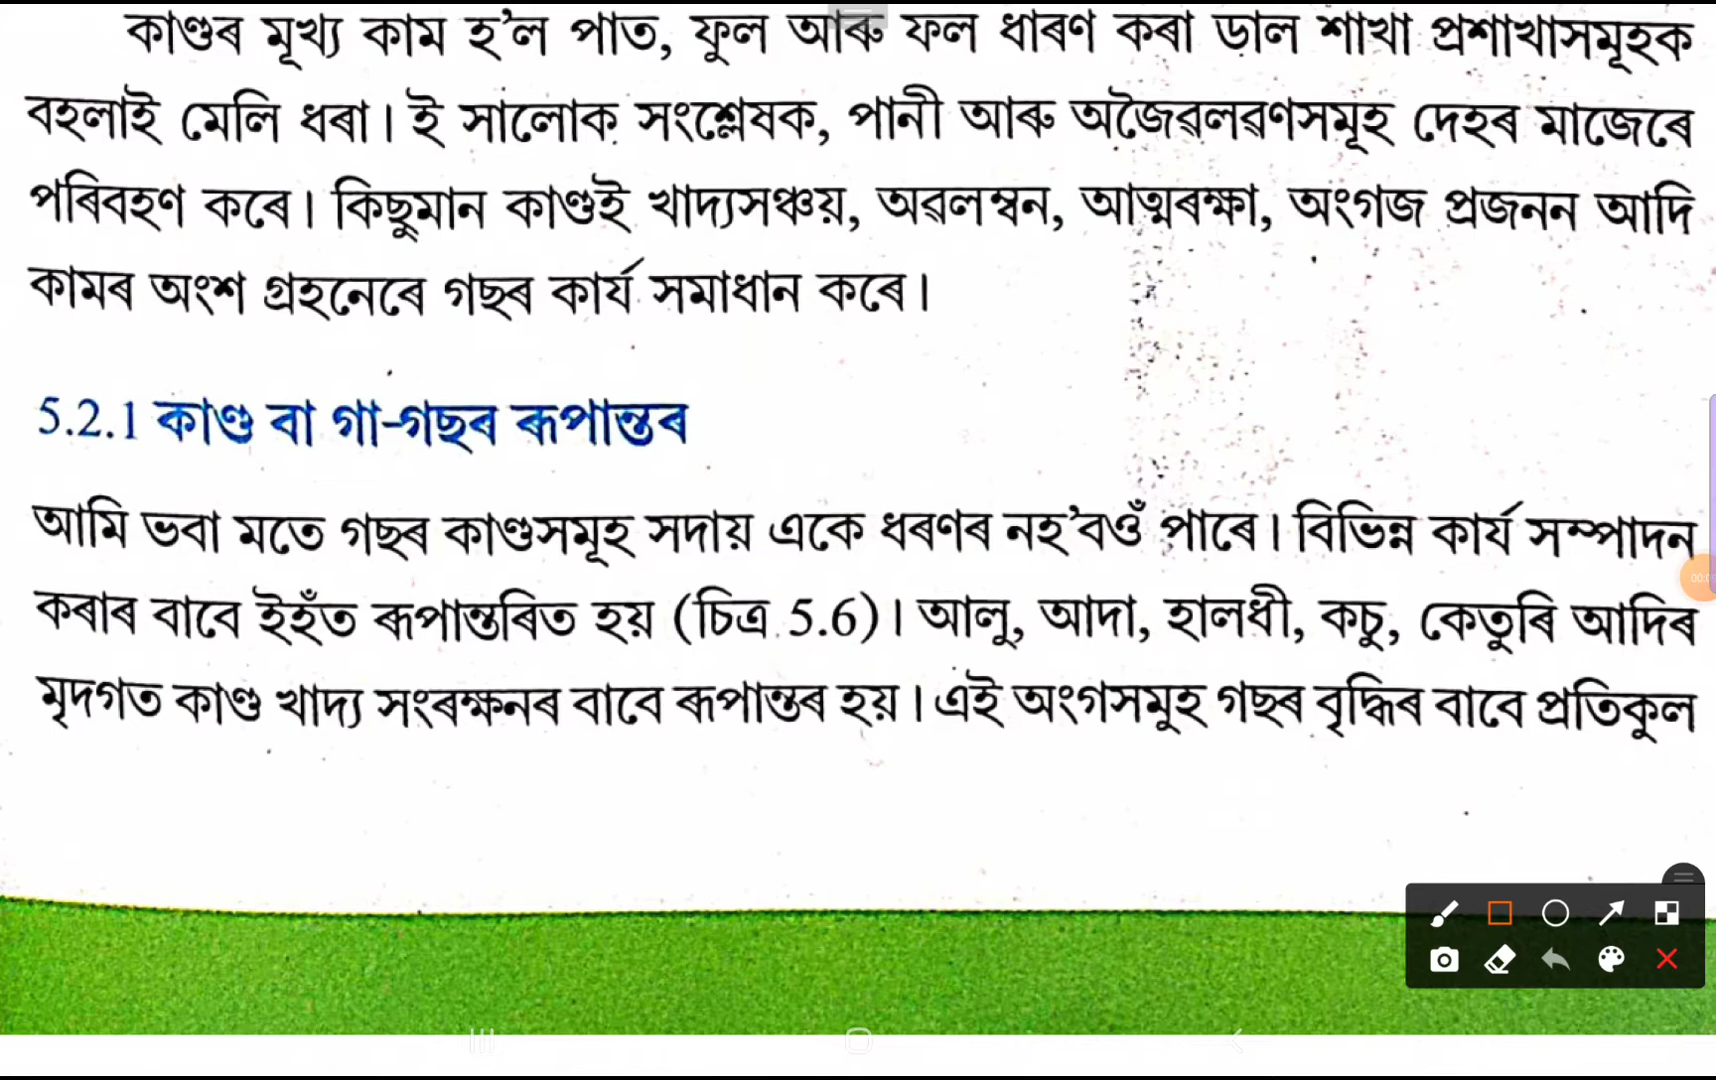 কাণ্ডৰ মূখ্য কাম হ’ল পাত, ফুল আৰু ফল ধাৰণ কৰা ডাল শাখা প্ৰশাখাসমূহক
বহলাই মেলি ধৰা। ই সালোক সংশ্লেষক, পানী আৰু অজৈৱলৱণসমূহ দেহৰ মাজেৰে
পৰিবহণ কৰে। কিছুমান কাণ্ডই খাদ্যসঞ্চয়, অৱলম্বন, আত্মৰক্ষা, অংগজ প্ৰজনন আদি
কামৰ অংশ গ্ৰহনেৰে গছৰ কাৰ্য সমাধান কৰে।
5.2.1 কাণ্ড বা গা-গছৰ ৰূপান্তৰ
আমি ভবা মতে গছৰ কাণ্ডসমূহ সদায় একে ধৰণৰ নহ’বওঁ পাৰে। বিভিন্ন কাৰ্য সম্পাদন
কৰাৰ বাবে ইহঁত ৰূপান্তৰিত হয় (চিত্ৰ 5.6)। আলু, আদা, হালধী, কচু, কেতুৰি আদিৰ
মৃদগত কাণ্ড খাদ্য সংৰক্ষনৰ বাবে ৰূপান্তৰ হয়। এই অংগসমুহ গছৰ বৃদ্ধিৰ বাবে প্ৰতিকুল